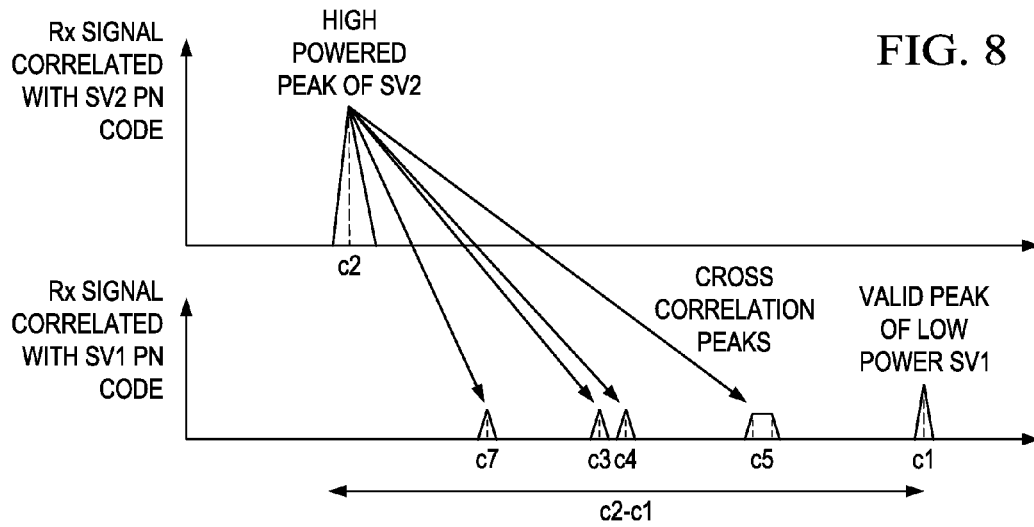 FIG. 8
Rx SIGNAL
CORRELATED
WITH SV2 PN
CODE
HIGH
POWERED
PEAK OF SV2
c2
Rx SIGNAL
CORRELATED
WITH SV1 PN
CODE
CROSS
CORRELATION
PEAKS
VALID PEAK
OF LOW
POWER SV1
c7
c3
c4
c5
c1
c2-c1